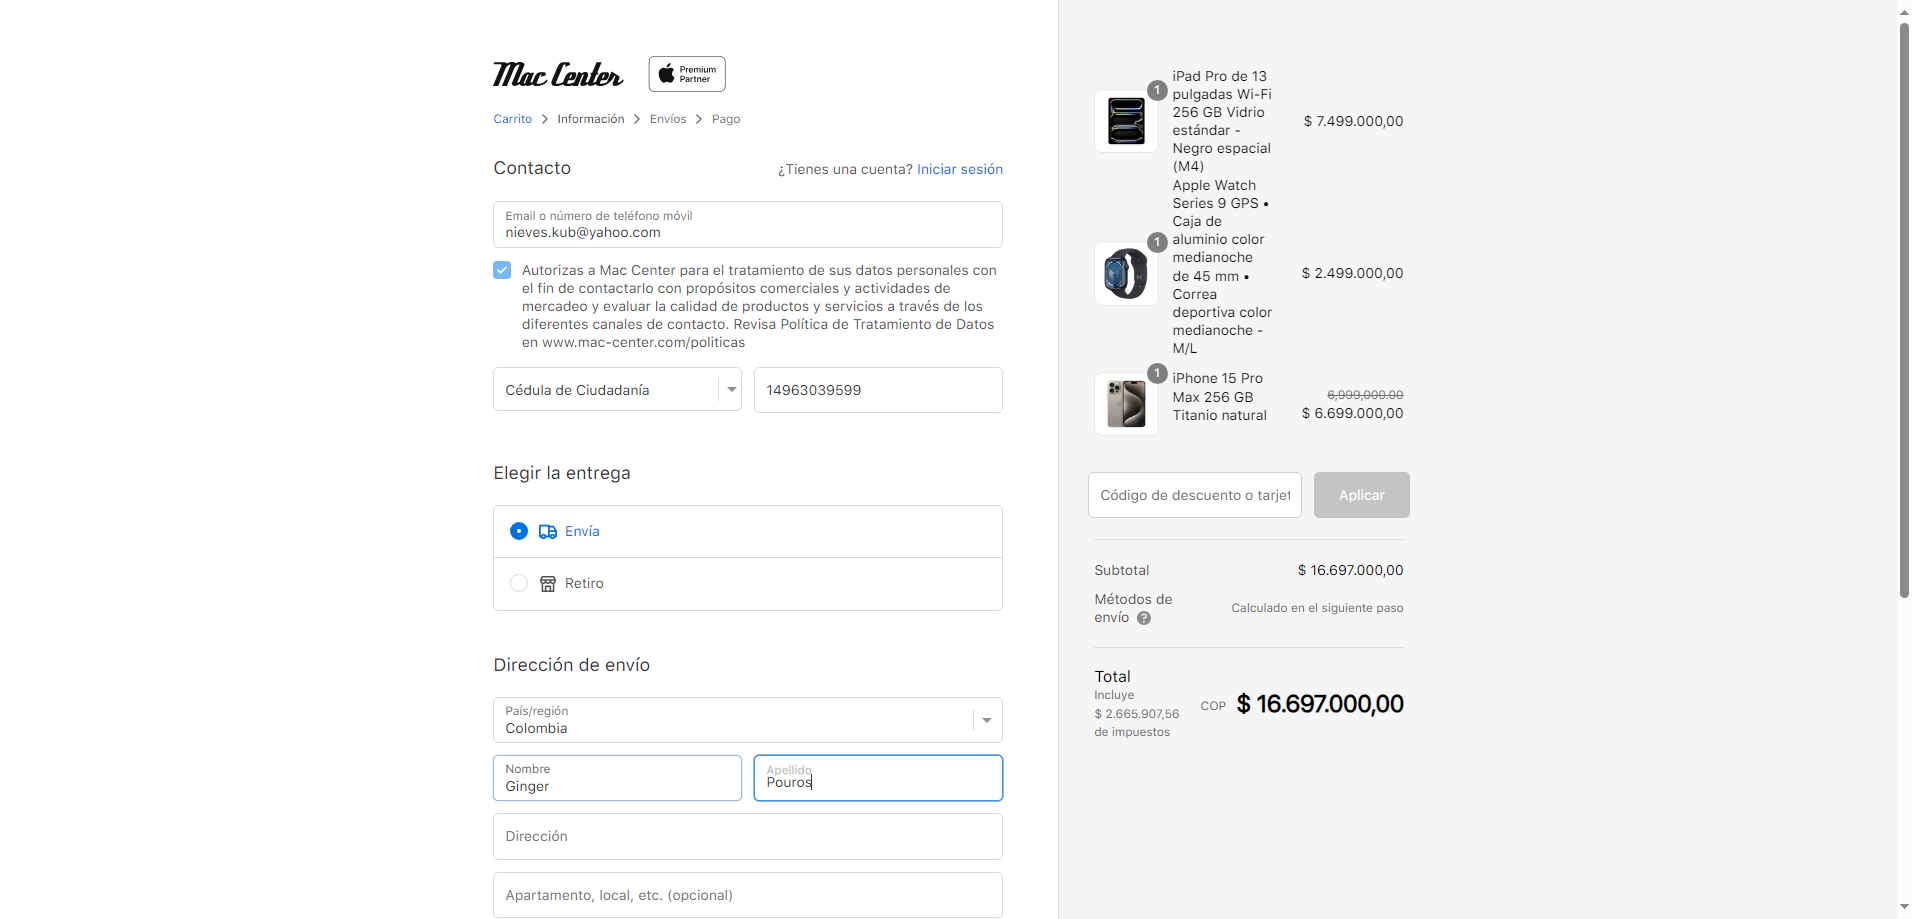 Mac Center
Premium
Partner
Carrito
Información
Envíos
Pago
Contacto
¿Tienes una cuenta? Iniciar sesión
Email o número de teléfono móvil
nieves.kub@yahoo.com
Autorizas a Mac Center para el tratamiento de sus datos personales con
el fin de contactarlo con propósitos comerciales y actividades de
mercadeo y evaluar la calidad de productos y servicios a través de los
diferentes canales de contacto. Revisa Política de Tratamiento de Datos
en www.mac-center.com/politicas
Cédula de Ciudadanía
14963039599
Elegir la entrega
Envía
Retiro
Dirección de envío
País/región
Colombia
Nombre
Ginger
Apellido
Pouros
Dirección
Apartamento, local, etc. (opcional)
1
iPad Pro de 13
pulgadas Wi-Fi
256 GB Vidrio
estándar -
Negro espacial
(M4)
$ 7.499.000,00
1
Apple Watch
Series 9 GPS •
Caja de
aluminio color
medianoche
de 45 mm •
Correa
deportiva color
medianoche -
M/L
$ 2.499.000,00
1
iPhone 15 Pro
Max 256 GB
Titanio natural
6,999,000.00
$ 6.699.000,00
Código de descuento o tarjet
Aplicar
Subtotal
$ 16.697.000,00
Métodos de
envío ?
Calculado en el siguiente paso
Total
Incluye
$ 2.665.907,56
de impuestos
COP $ 16.697.000,00